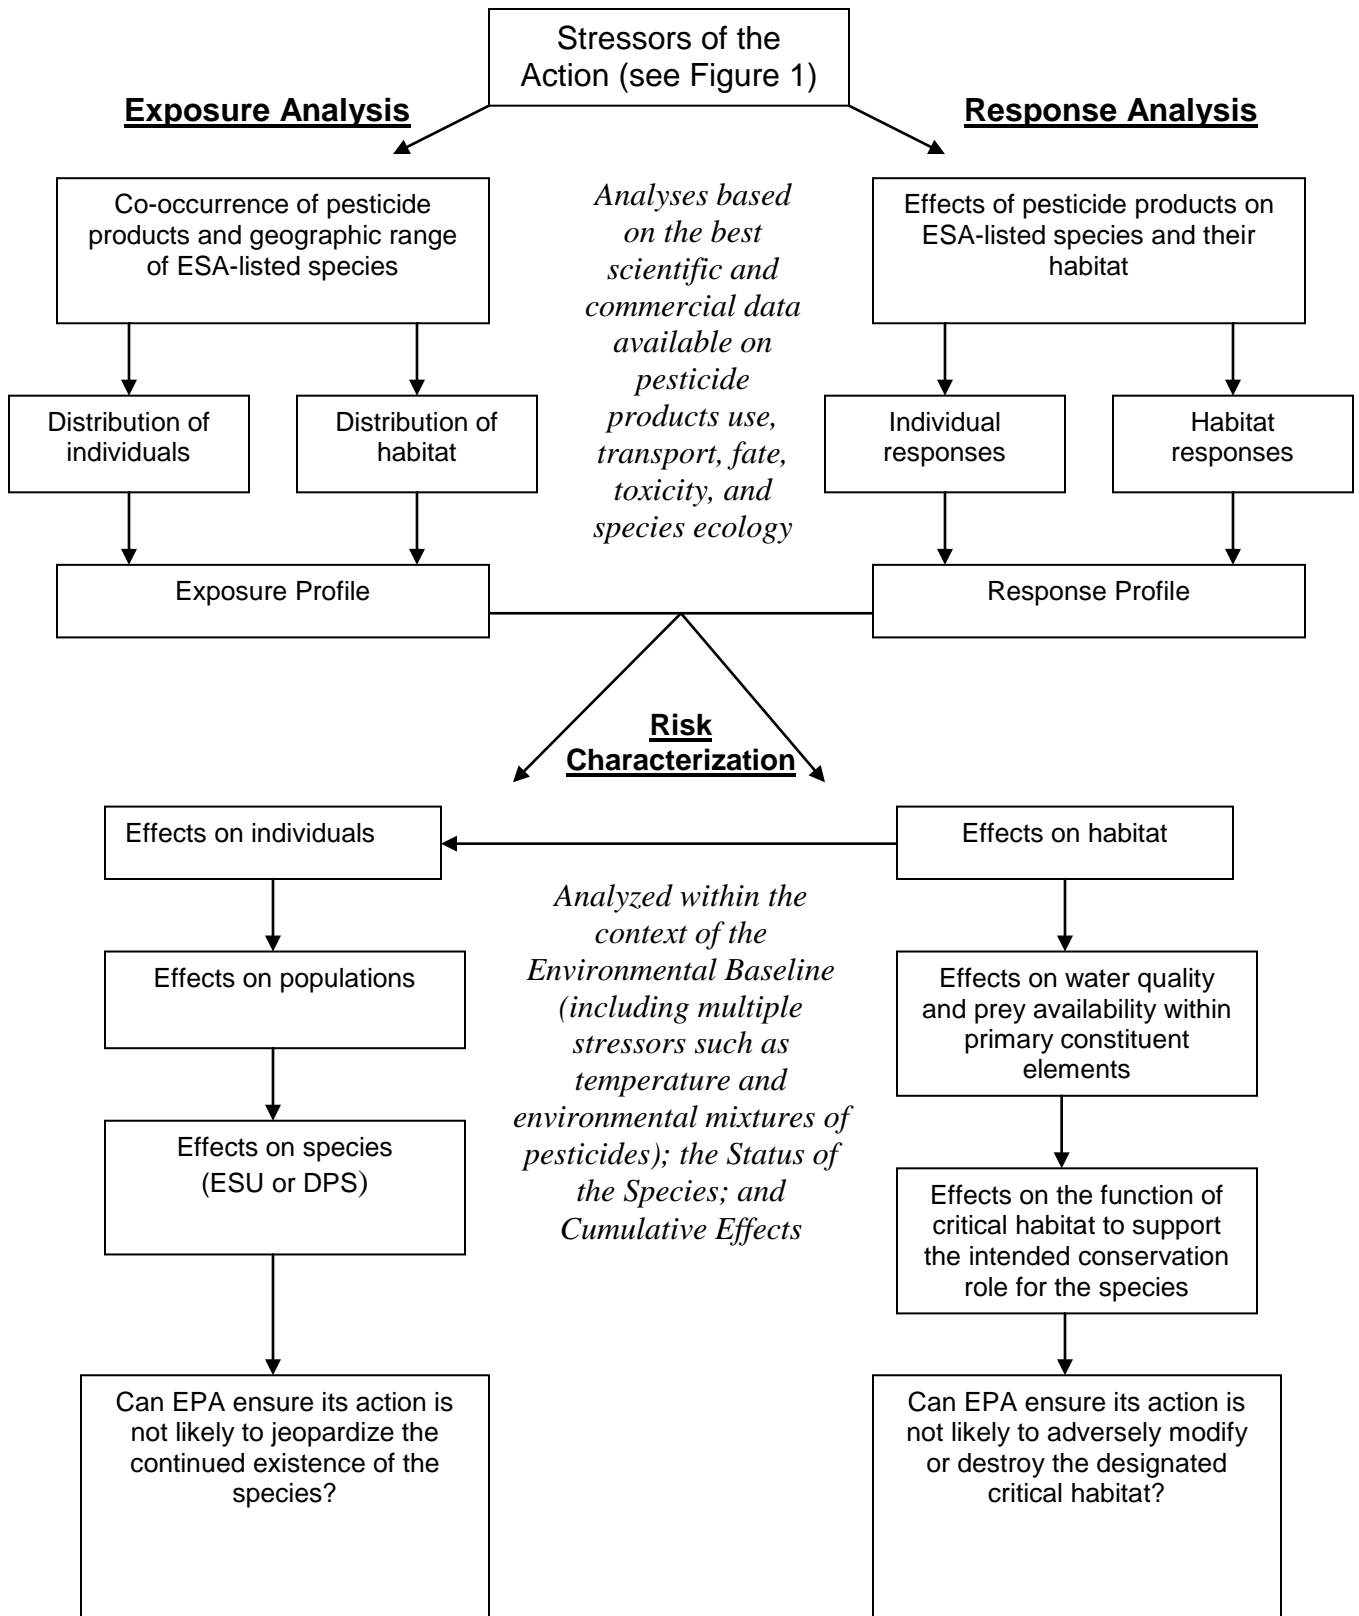 Stressors of the
Action (see Figure 1)
Exposure Analysis
Response Analysis
Co-occurrence of pesticide
products and geographic range
of ESA-listed species
Analyses based
on the best
scientific and
commercial data
available on
pesticide
products use,
transport, fate,
toxicity, and
species ecology
Effects of pesticide products on
ESA-listed species and their
habitat
Distribution of
individuals
Distribution of
habitat
Individual
responses
Habitat
responses
Exposure Profile
Response Profile
Risk
Characterization
Effects on individuals
Effects on habitat
Analyzed within the
context of the
Environmental Baseline
(including multiple
stressors such as
temperature and
environmental mixtures of
pesticides); the Status of
the Species; and
Cumulative Effects
Effects on populations
Effects on water quality
and prey availability within
primary constituent
elements
Effects on species
(ESU or DPS)
Effects on the function of
critical habitat to support
the intended conservation
role for the species
Can EPA ensure its action is
not likely to jeopardize the
continued existence of the
species?
Can EPA ensure its action is
not likely to adversely modify
or destroy the designated
critical habitat?